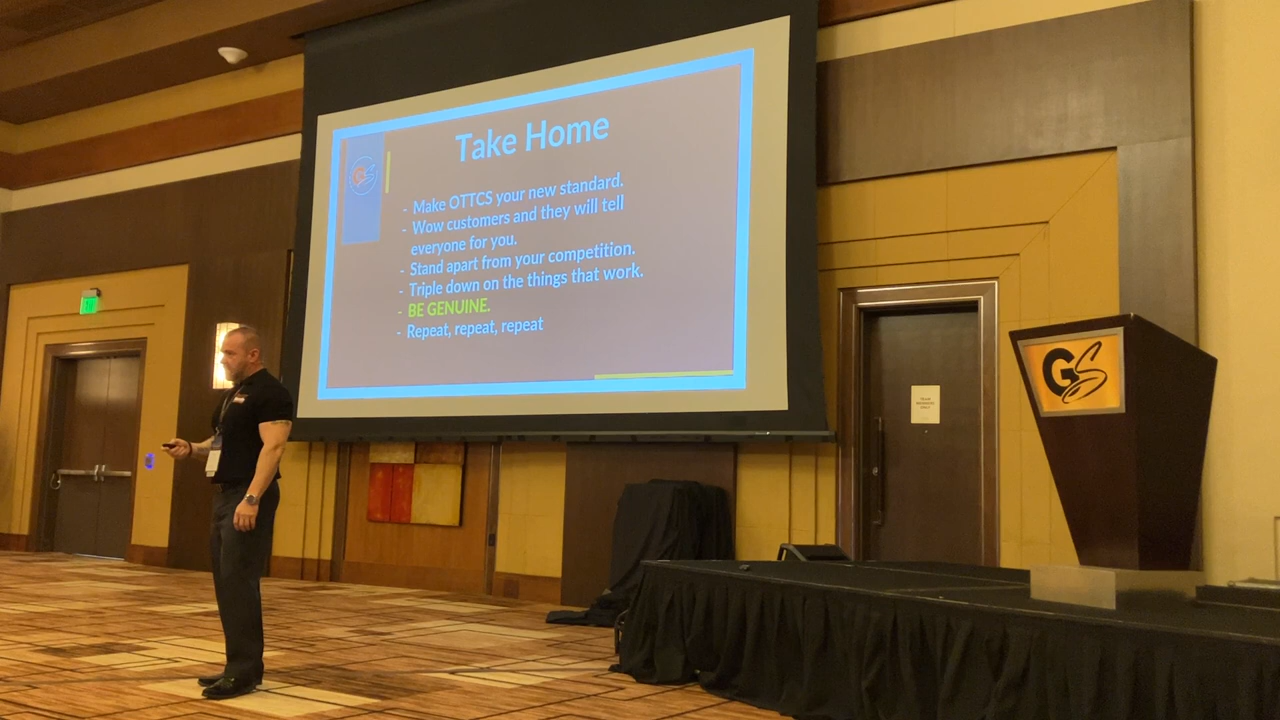 Take Home
- Make OTTCS your new standard.
- Wow customers and they will tell
everyone for you.
- Stand apart from your competition.
- Triple down on the things that work.
- BE GENUINE.
- Repeat, repeat, repeat
GS
GS